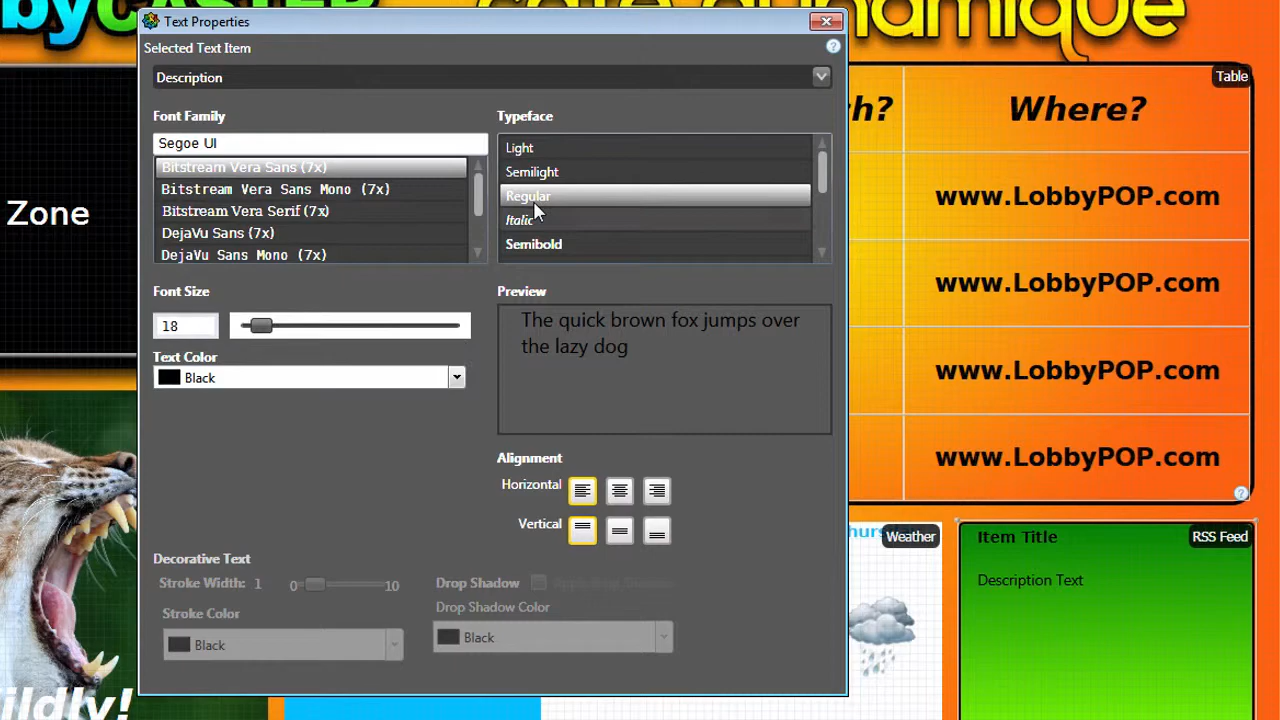 byCASTER
café dynamique
Text Properties
Selected Text Item
Description
Font Family
Typeface
Segoe UI
Bitstream Vera Sans (7x)
Bitstream Vera Sans Mono (7x)
Bitstream Vera Serif (7x)
DejaVu Sans (7x)
DejaVu Sans Mono (7x)
Light
Semilight
Regular
Italic
Semibold
Font Size
18
Text Color
Black
Preview
The quick brown fox jumps over
the lazy dog
Alignment
Horizontal
Vertical
Decorative Text
Stroke Width: 1 0 10
Stroke Color
Black
Drop Shadow
Drop Shadow Color
Black
Zone
ildly!
Table
h? Where?
www.LobbyPOP.com
www.LobbyPOP.com
www.LobbyPOP.com
www.LobbyPOP.com
Weather
RSS Feed
Item Title
Description Text